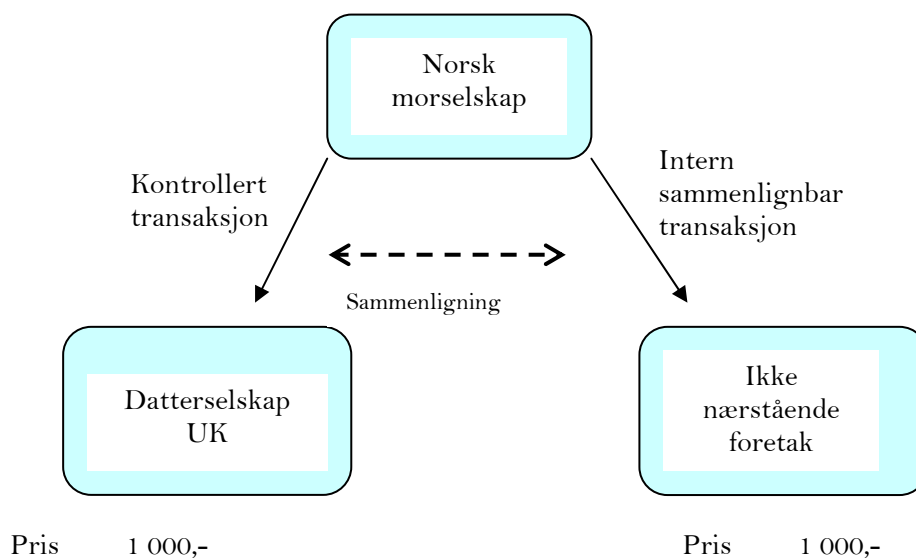 Norsk
morselskap
Kontrollert
transaksjon
Intern
sammenlignbar
transaksjon
Sammenligning
Datterselskap
UK
Ikke
nærstående
foretak
Pris 1 000,-
Pris 1 000,-